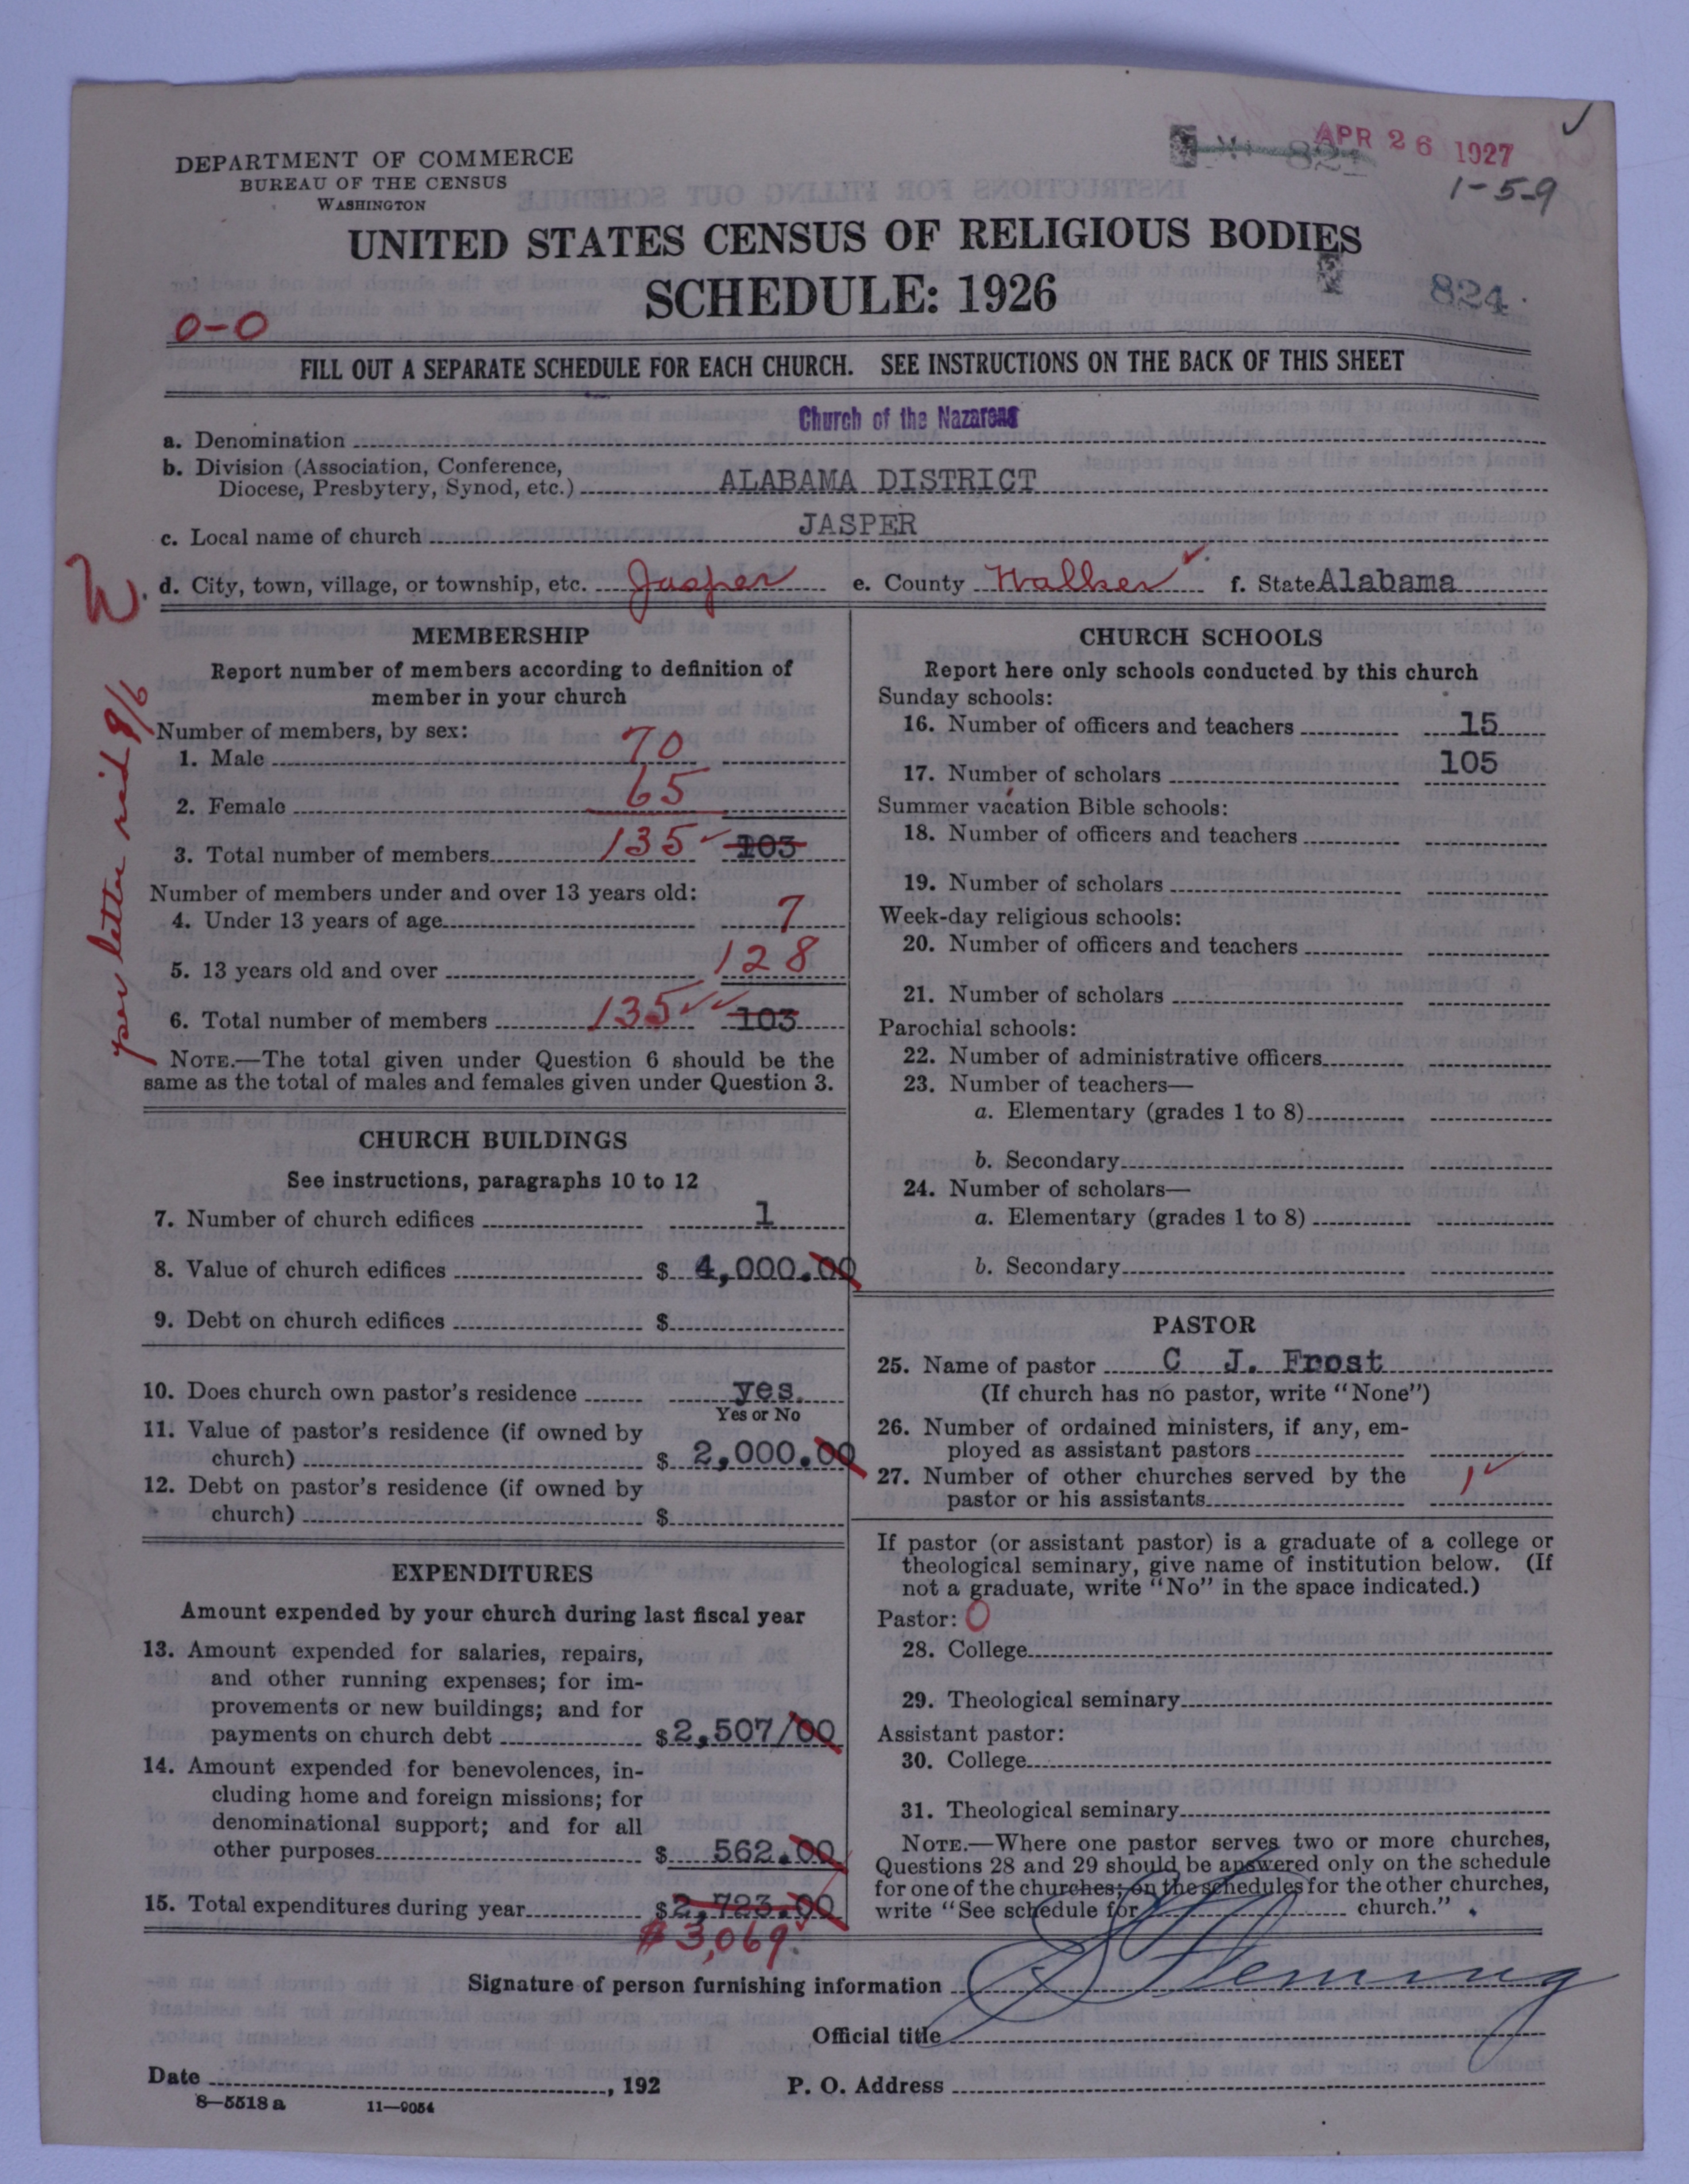 DEPARTMENT OF COMMERCE
BUREAU OF THE CENSUS
WASHINGTON
APR 26 1927
1-5-9
UNITED STATES CENSUS OF RELIGIOUS BODIES
SCHEDULE: 1926
824
0-0
FILL OUT A SEPARATE SCHEDULE FOR EACH CHURCH. SEE INSTRUCTIONS ON THE BACK OF THIS SHEET
a. Denomination Church of the Nazarene
b. Division (Association, Conference,
Diocese, Presbytery, Synod, etc.) ALABAMA DISTRICT
c. Local name of church JASPER
d. City, town, village, or township, etc. Jasper e. County Walker f. State Alabama
per letter rec'd 9/6
MEMBERSHIP
Report number of members according to definition of
member in your church
Number of members, by sex:
1. Male 70
2. Female 65
3. Total number of members 135 103
Number of members under and over 13 years old:
4. Under 13 years of age 7
5. 13 years old and over 128
6. Total number of members 135 103
NOTE.—The total given under Question 6 should be the
same as the total of males and females given under Question 3.
CHURCH BUILDINGS
See instructions, paragraphs 10 to 12
7. Number of church edifices 1
8. Value of church edifices $ 4,000.00
9. Debt on church edifices $
10. Does church own pastor's residence yes.
Yes or No
11. Value of pastor's residence (if owned by
church) $ 2,000.00
12. Debt on pastor's residence (if owned by
church) $
EXPENDITURES
Amount expended by your church during last fiscal year
13. Amount expended for salaries, repairs,
and other running expenses; for im-
provements or new buildings; and for
payments on church debt $2,507/00
14. Amount expended for benevolences, in-
cluding home and foreign missions; for
denominational support; and for all
other purposes $ 562.00
15. Total expenditures during year $2,723.00
$3,069.
CHURCH SCHOOLS
Report here only schools conducted by this church
Sunday schools:
16. Number of officers and teachers 15
17. Number of scholars 105
Summer vacation Bible schools:
18. Number of officers and teachers
19. Number of scholars
Week-day religious schools:
20. Number of officers and teachers
21. Number of scholars
Parochial schools:
22. Number of administrative officers
23. Number of teachers—
a. Elementary (grades 1 to 8)
b. Secondary
24. Number of scholars—
a. Elementary (grades 1 to 8)
b. Secondary
PASTOR
25. Name of pastor C J. Frost
(If church has no pastor, write "None")
26. Number of ordained ministers, if any, em-
ployed as assistant pastors
27. Number of other churches served by the
pastor or his assistants 1
If pastor (or assistant pastor) is a graduate of a college or
theological seminary, give name of institution below. (If
not a graduate, write "No" in the space indicated.)
Pastor: 0
28. College
29. Theological seminary
Assistant pastor:
30. College
31. Theological seminary
NOTE.—Where one pastor serves two or more churches,
Questions 28 and 29 should be answered only on the schedule
for one of the churches; on the schedules for the other churches,
write "See schedule for church."
Signature of person furnishing information Fleming
Official title
Date , 192 P. O. Address
8—5518 a 11—9054